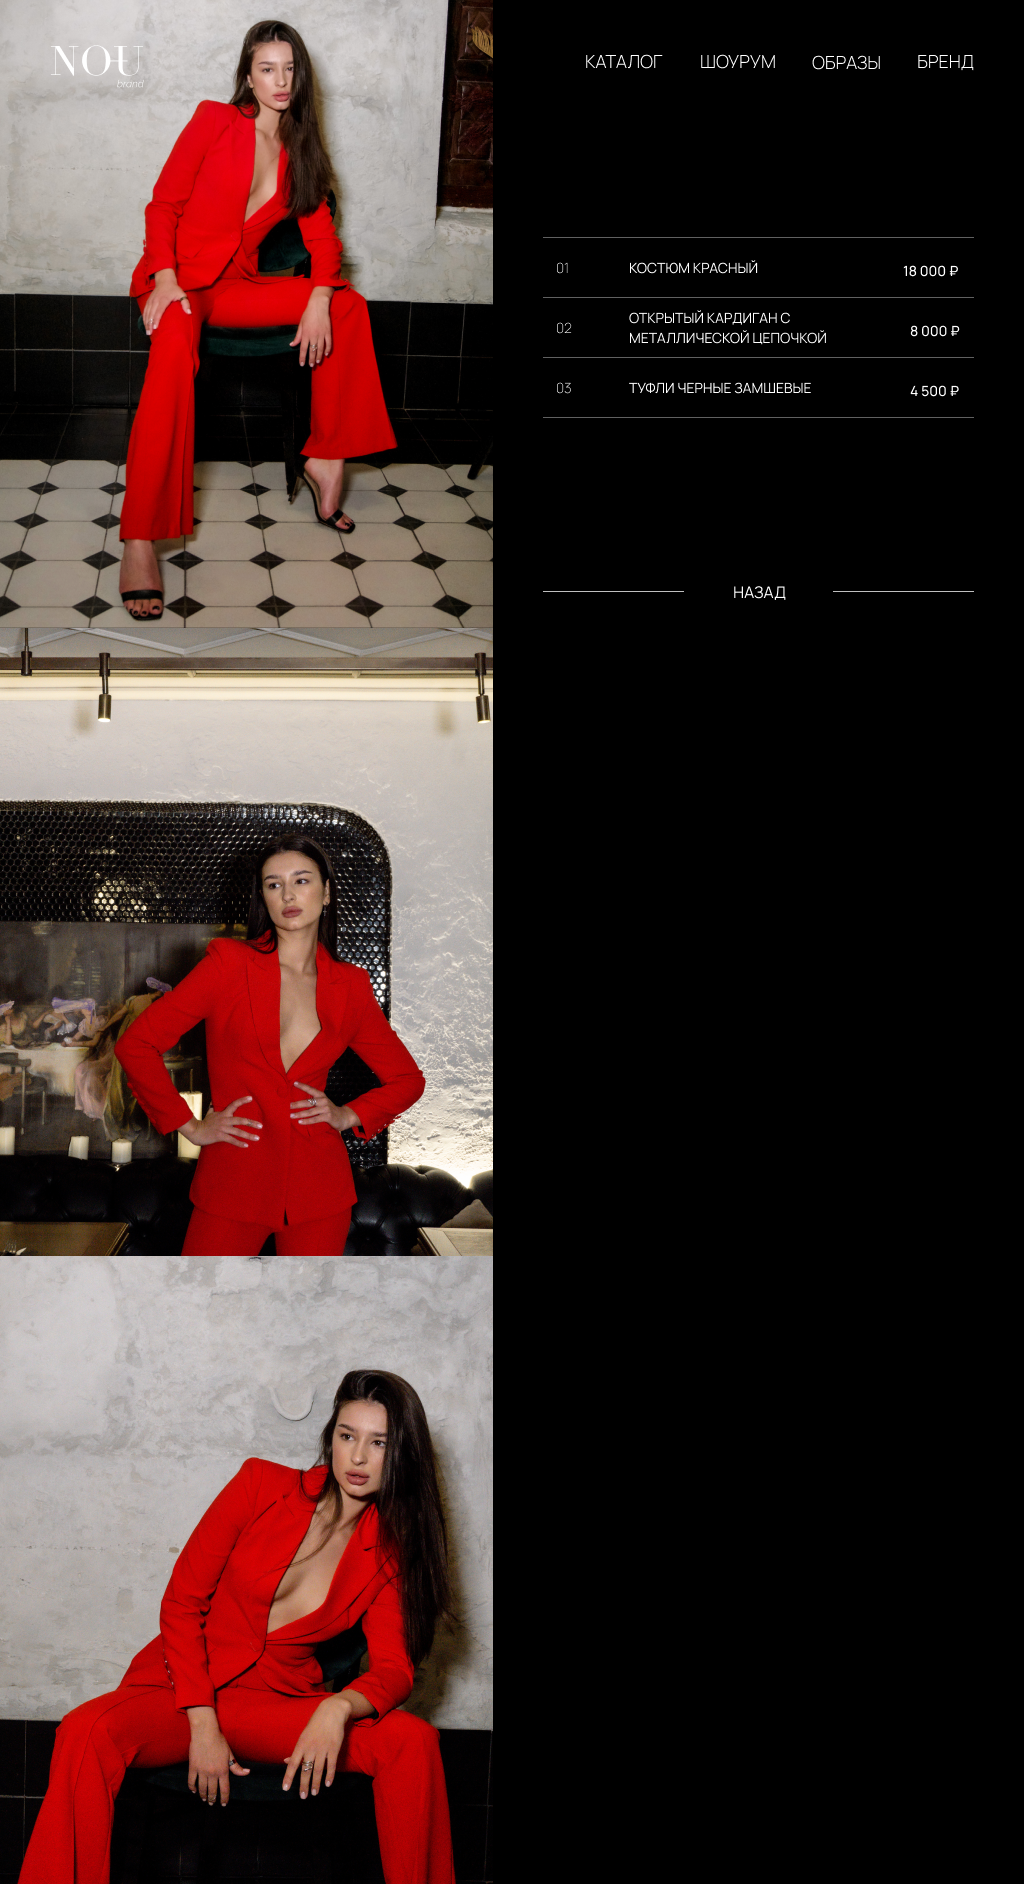 NOU
brand
КАТАЛОГ ШОУРУМ ОБРАЗЫ БРЕНД
01 КОСТЮМ КРАСНЫЙ 18 000 ₽
02 ОТКРЫТЫЙ КАРДИГАН С
МЕТАЛЛИЧЕСКОЙ ЦЕПОЧКОЙ 8 000 ₽
03 ТУФЛИ ЧЕРНЫЕ ЗАМШЕВЫЕ 4 500 ₽
НАЗАД